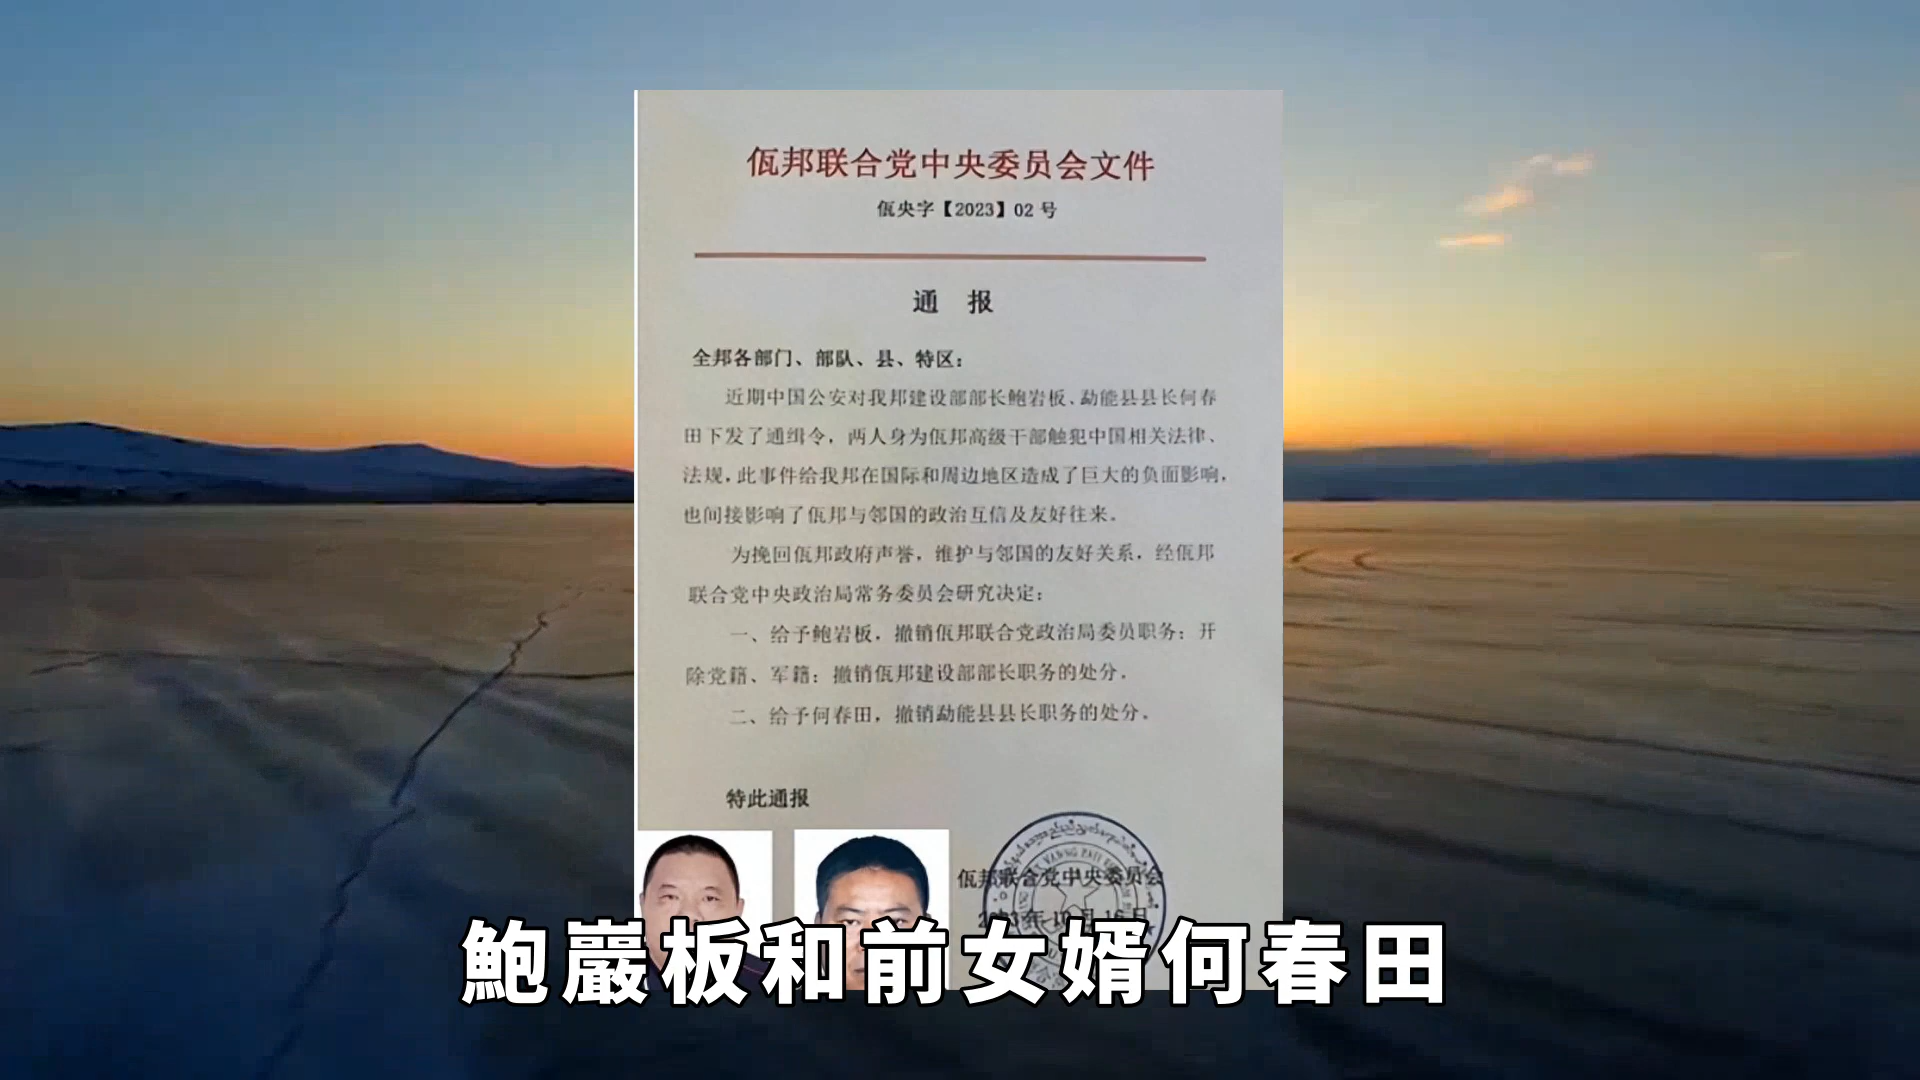 佤邦联合党中央委员会文件
佤央字【2023】02 号
通 报
全邦各部门、部队、县、特区:
近期中国公安对我邦建设部部长鲍岩板、勐能县县长何春
田下发了通缉令，两人身为佤邦高级干部触犯中国相关法律、
法规，此事件给我邦在国际和周边地区造成了巨大的负面影响，
也间接影响了佤邦与邻国的政治互信及友好往来。
为挽回佤邦政府声誉，维护与邻国的友好关系，经佤邦
联合党中央政治局常务委员会研究决定:
一、给予鲍岩板，撤销佤邦联合党政治局委员职务；开
除党籍、军籍；撤销佤邦建设部部长职务的处分。
二、给予何春田，撤销勐能县县长职务的处分。
特此通报
佤邦联合党中央委员会
鮑巖板和前女婿何春田